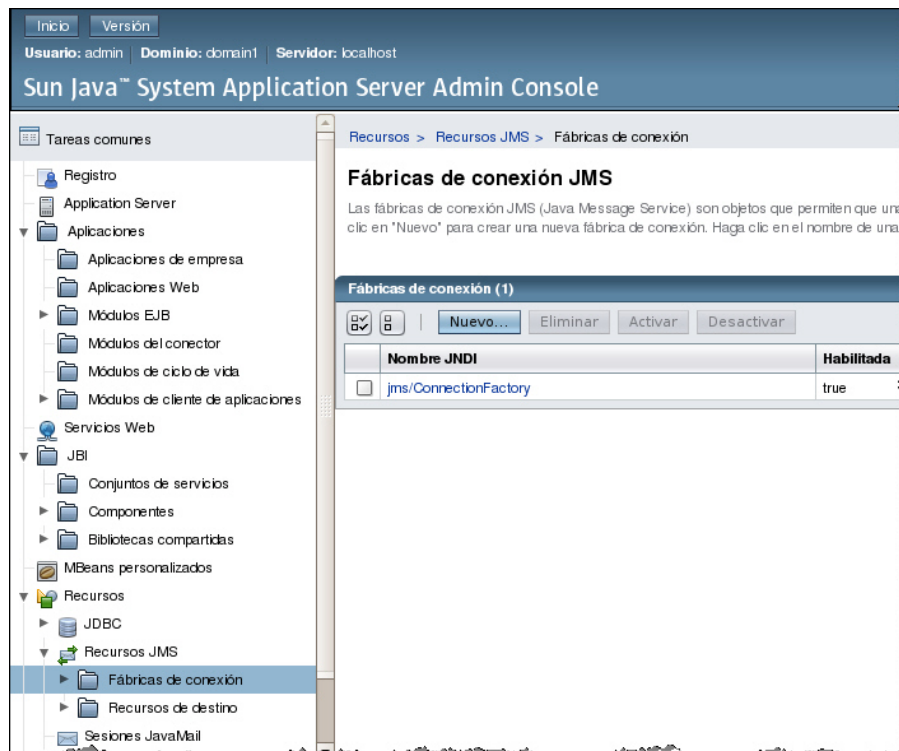 Inicio Versión
Usuario: admin Dominio: domain1 Servidor: localhost
Sun Java™ System Application Server Admin Console
Tareas comunes
Registro
Application Server
Aplicaciones
Aplicaciones de empresa
Aplicaciones Web
Módulos EJB
Módulos del conector
Módulos de ciclo de vida
Módulos de cliente de aplicaciones
Servicios Web
JBI
Conjuntos de servicios
Componentes
Bibliotecas compartidas
MBeans personalizados
Recursos
JDBC
Recursos JMS
Fábricas de conexión
Recursos de destino
Sesiones JavaMail
Recursos > Recursos JMS > Fábricas de conexión
Fábricas de conexión JMS
Las fábricas de conexión JMS (Java Message Service) son objetos que permiten que una
clic en "Nuevo" para crear una nueva fábrica de conexión. Haga clic en el nombre de una
Fábricas de conexión (1)
Nuevo... Eliminar Activar Desactivar
Nombre JNDI Habilitada
jms/ConnectionFactory true